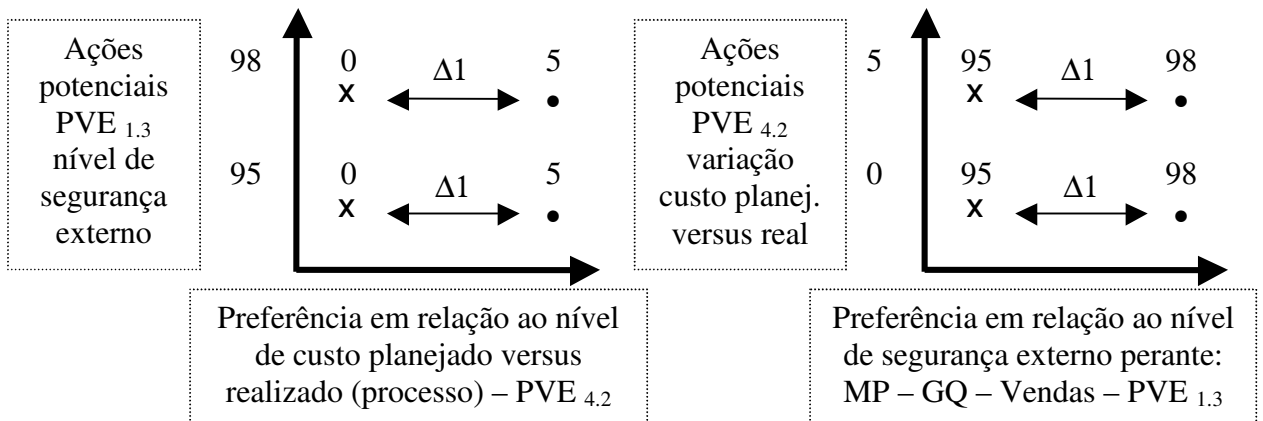 Ações
potenciais
PVE 1.3
nível de
segurança
externo
98
0
Δ1
5
x
•
95
0
Δ1
5
x
•
Preferência em relação ao nível
de custo planejado versus
realizado (processo) – PVE 4.2
Ações
potenciais
PVE 4.2
variação
custo planej.
versus real
5
95
Δ1
98
x
•
0
95
Δ1
98
x
•
Preferência em relação ao nível
de segurança externo perante:
MP – GQ – Vendas – PVE 1.3